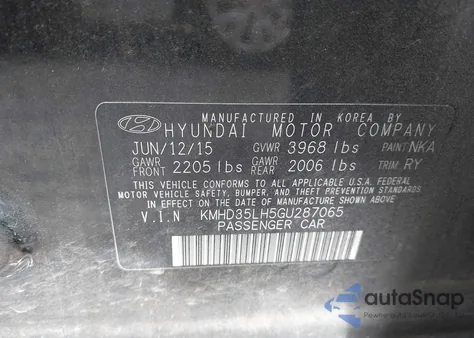 MANUFACTURED IN KOREA BY
HYUNDAI MOTOR COMPANY
JUN/12/15 GVWR 3968 lbs PAINT NKA
GAWR FRONT 2205 lbs GAWR REAR 2006 lbs TRIM RY
THIS VEHICLE CONFORMS TO ALL APPLICABLE U.S.A. FEDERAL
MOTOR VEHICLE SAFETY, BUMPER, AND THEFT PREVENTION STANDARDS
IN EFFECT ON THE DATE OF MANUFACTURE SHOWN ABOVE.
V.I.N KMHD35LH5GU287065
PASSENGER CAR
autoSnap